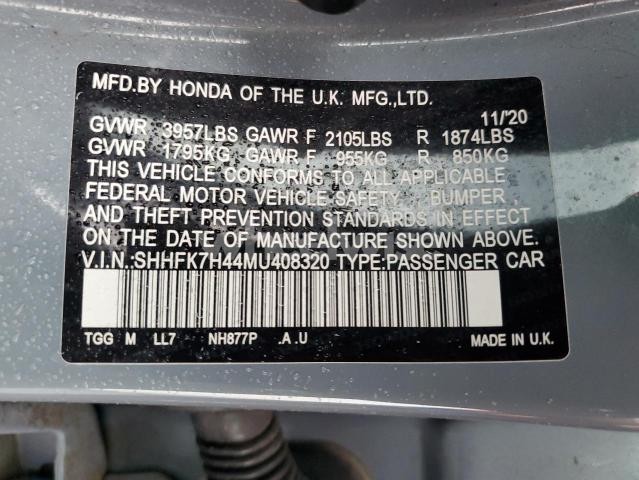 MFD.BY HONDA OF THE U.K. MFG.,LTD.
11/'20
GVWR 3957LBS GAWR F 2105LBS R 1874LBS
GVWR 1795KG GAWR F 955KG R 850KG
THIS VEHICLE CONFORMS TO ALL APPLICABLE
FEDERAL MOTOR VEHICLE SAFETY, BUMPER,
AND THEFT PREVENTION STANDARDS IN EFFECT
ON THE DATE OF MANUFACTURE SHOWN ABOVE.
V.I.N.:SHHFK7H44MU408320 TYPE:PASSENGER CAR
TGG M LL7 NH877P .A .U MADE IN U.K.